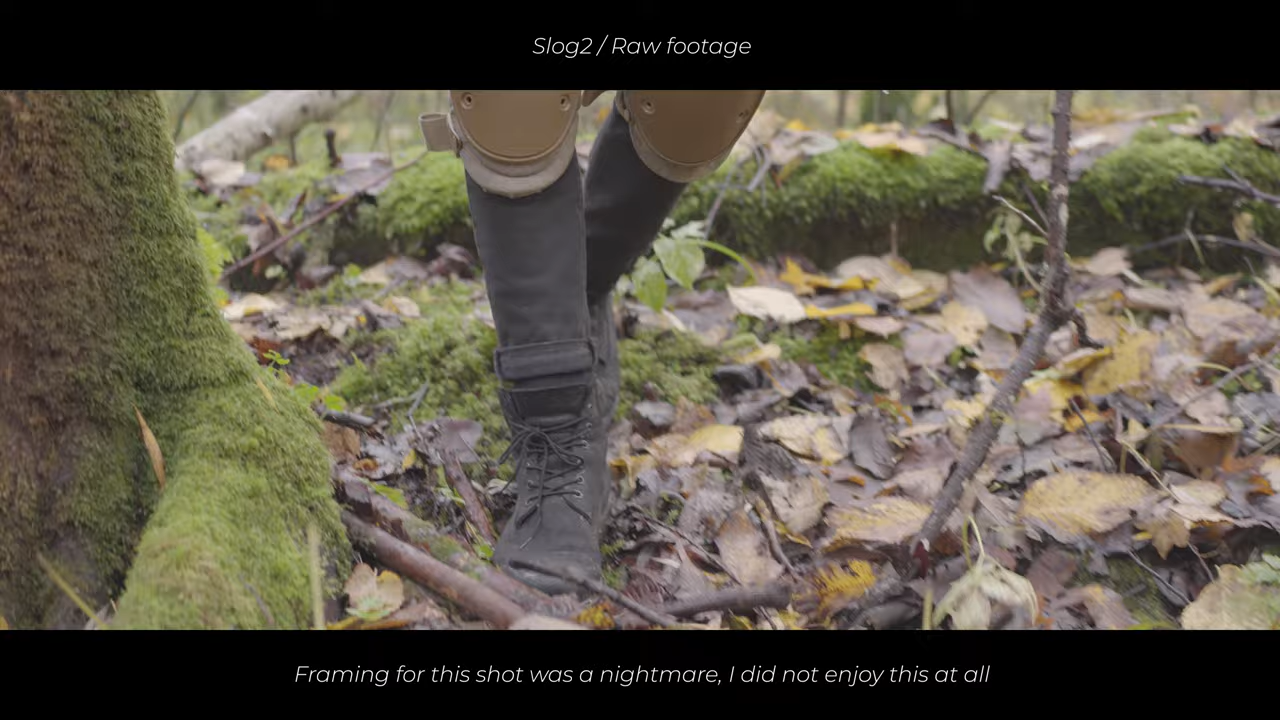 Slog2 / Raw footage
Framing for this shot was a nightmare, I did not enjoy this at all